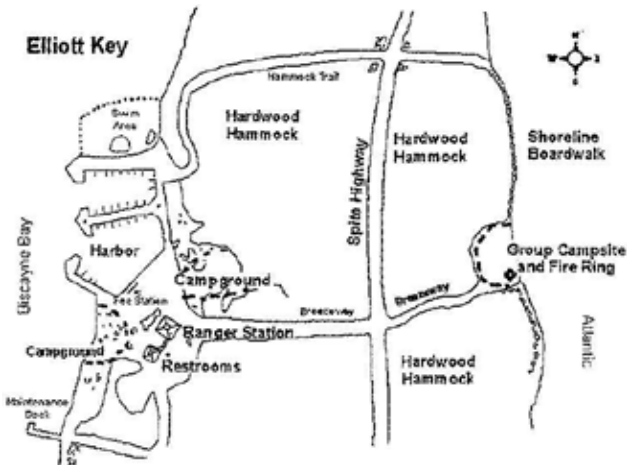 Elliott Key
N
W
S
Hammock Trail
Swim
Area
Hardwood
Hammock
Hardwood
Hammock
Shoreline
Boardwalk
Spite Highway
Biscayne Bay
Harbor
Campground
Group Campsite
and Fire Ring
Fee Station
Breezeway
Breezeway
Ranger Station
Campground
Restrooms
Hardwood
Hammock
Atlantic
Maintenance
Dock